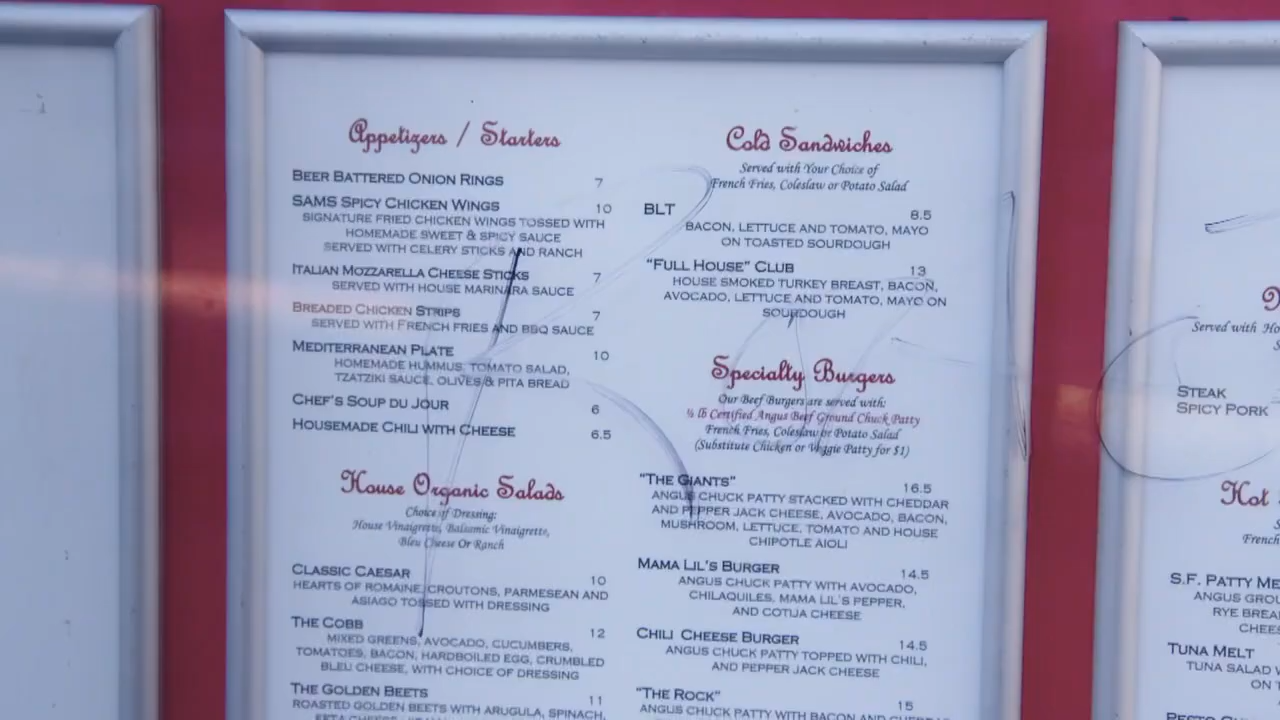 Appetizers / Starters
BEER BATTERED ONION RINGS 7
SAMS SPICY CHICKEN WINGS 10
SIGNATURE FRIED CHICKEN WINGS TOSSED WITH
HOMEMADE SWEET & SPICY SAUCE
SERVED WITH CELERY STICKS AND RANCH
ITALIAN MOZZARELLA CHEESE STICKS 7
SERVED WITH HOUSE MARINARA SAUCE
BREADED CHICKEN STRIPS 7
SERVED WITH FRENCH FRIES AND BBQ SAUCE
MEDITERRANEAN PLATE 10
HOMEMADE HUMMUS, TOMATO SALAD,
TZATZIKI SAUCE, OLIVES & PITA BREAD
CHEF'S SOUP DU JOUR 6
HOUSEMADE CHILI WITH CHEESE 6.5
House Organic Salads
Choice of Dressing:
House Vinaigrette, Balsamic Vinaigrette,
Bleu Cheese Or Ranch
CLASSIC CAESAR 10
HEARTS OF ROMAINE, CROUTONS, PARMESEAN AND
ASIAGO TOSSED WITH DRESSING
THE COBB 12
MIXED GREENS, AVOCADO, CUCUMBERS,
TOMATOES, BACON, HARDBOILED EGG, CRUMBLED
BLEU CHEESE, WITH CHOICE OF DRESSING
THE GOLDEN BEETS 11
ROASTED GOLDEN BEETS WITH ARUGULA, SPINACH,
Cold Sandwiches
Served with Your Choice of
French Fries, Coleslaw or Potato Salad
BLT 8.5
BACON, LETTUCE AND TOMATO, MAYO
ON TOASTED SOURDOUGH
"FULL HOUSE" CLUB 13
HOUSE SMOKED TURKEY BREAST, BACON,
AVOCADO, LETTUCE AND TOMATO, MAYO ON
SOURDOUGH
Specialty Burgers
Our Beef Burgers are served with:
½ lb Certified Angus Beef Ground Chuck Patty
French Fries, Coleslaw or Potato Salad
(Substitute Chicken or Veggie Patty for $1)
"THE GIANTS" 16.5
ANGUS CHUCK PATTY STACKED WITH CHEDDAR
AND PEPPER JACK CHEESE, AVOCADO, BACON,
MUSHROOM, LETTUCE, TOMATO AND HOUSE
CHIPOTLE AIOLI
MAMA LIL'S BURGER 14.5
ANGUS CHUCK PATTY WITH AVOCADO,
CHILAQUILES, MAMA LIL'S PEPPER,
AND COTIJA CHEESE
CHILI CHEESE BURGER 14.5
ANGUS CHUCK PATTY TOPPED WITH CHILI,
AND PEPPER JACK CHEESE
"THE ROCK" 15
ANGUS CHUCK PATTY WITH BACON AND
Served with
STEAK
SPICY PORK
Hot
French
S.F. PATTY ME
ANGUS GROU
RYE BREA
CHEE
TUNA MELT
TUNA SALAD
ON T